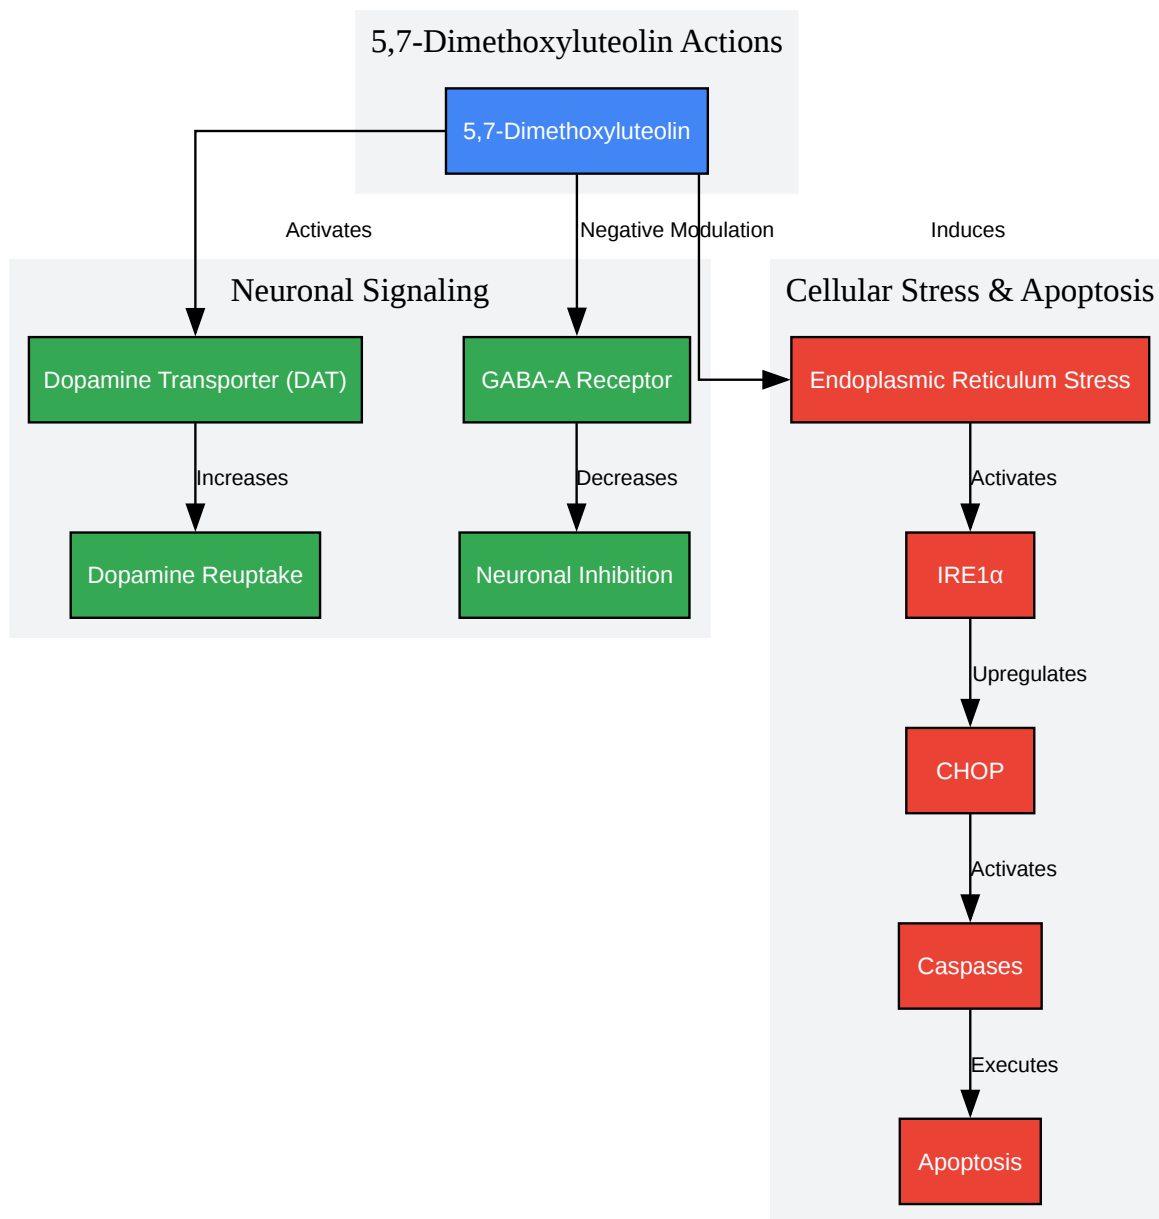 5,7-Dimethoxyluteolin Actions
5,7-Dimethoxyluteolin
Activates
Negative Modulation
Induces
Neuronal Signaling
Cellular Stress & Apoptosis
Dopamine Transporter (DAT)
GABA-A Receptor
Endoplasmic Reticulum Stress
Increases
Decreases
Activates
Dopamine Reuptake
Neuronal Inhibition
IRE1α
Upregulates
CHOP
Activates
Caspases
Executes
Apoptosis